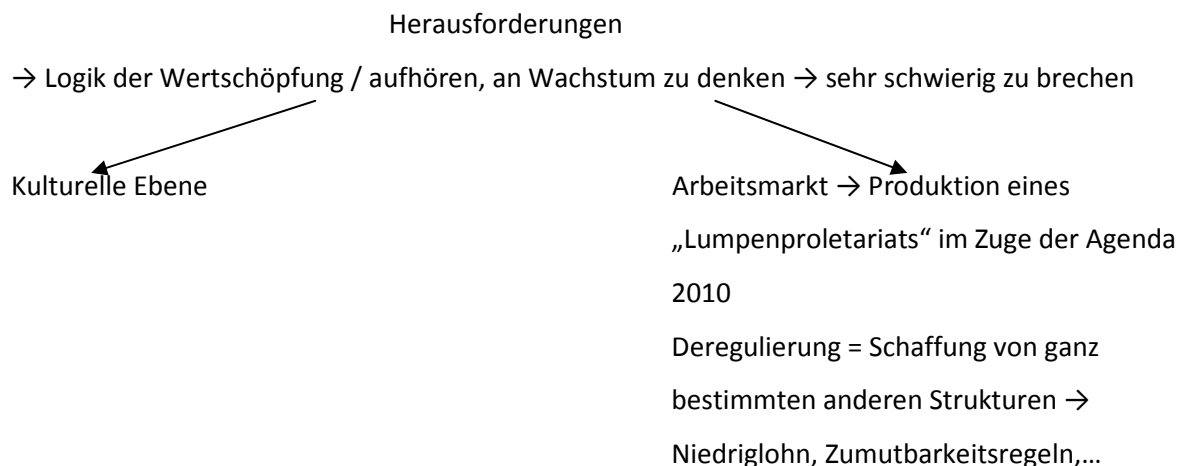 Herausforderungen
→ Logik der Wertschöpfung / aufhören, an Wachstum zu denken → sehr schwierig zu brechen
Kulturelle Ebene
Arbeitsmarkt → Produktion eines
„Lumpenproletariats“ im Zuge der Agenda
2010
Deregulierung = Schaffung von ganz
bestimmten anderen Strukturen →
Niedriglohn, Zumutbarkeitsregeln,…